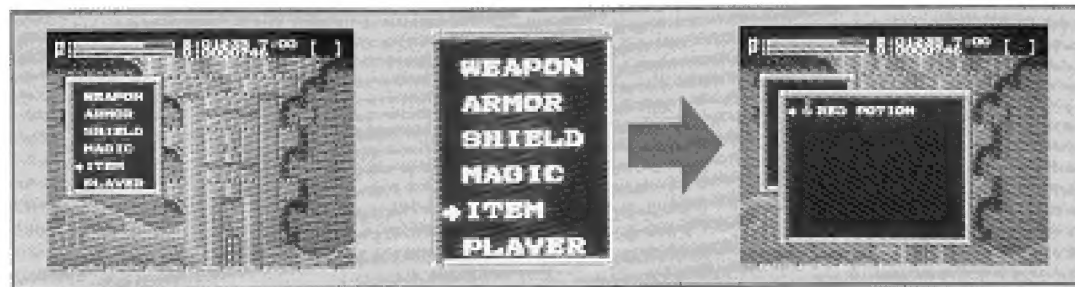 WEAPON
ARMOR
SHIELD
MAGIC
ITEM
PLAYER
WEAPON
ARMOR
SHIELD
MAGIC
ITEM
PLAYER
RED POTION